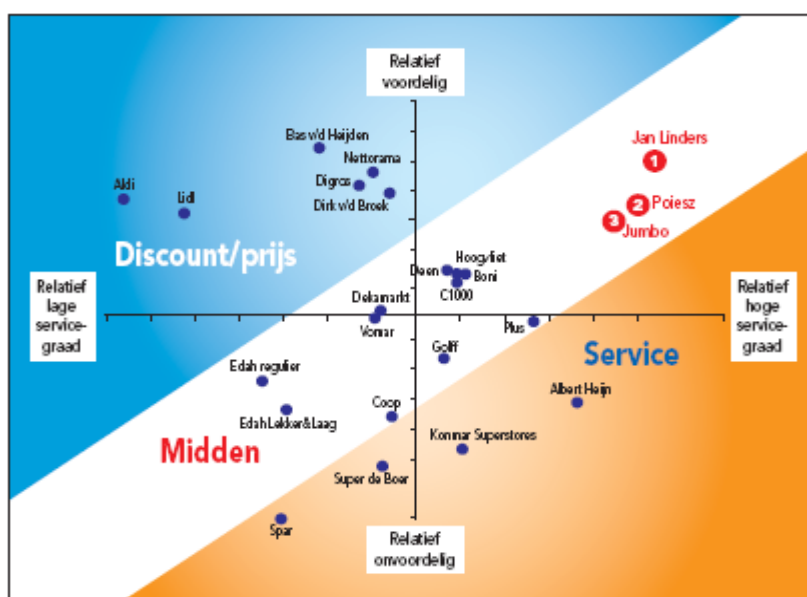 Relatief
voordelig
Jan Linders
1
Bas v/d Heijden
Nettorama
Aldi
Lidl
Digros
Dirk v/d Broek
2
Poiesz
3
Jumbo
Discount/prijs
Deen
Hoogvliet
Boni
C1000
Relatief
lage
service-
graad
Dekamarkt
Vomar
Plus
Relatief
hoge
service-
graad
Golff
Service
Edah regulier
Albert Heijn
Edah Lekker&Laag
Coop
Konmar Superstores
Midden
Super de Boer
Spar
Relatief
onvoordelig